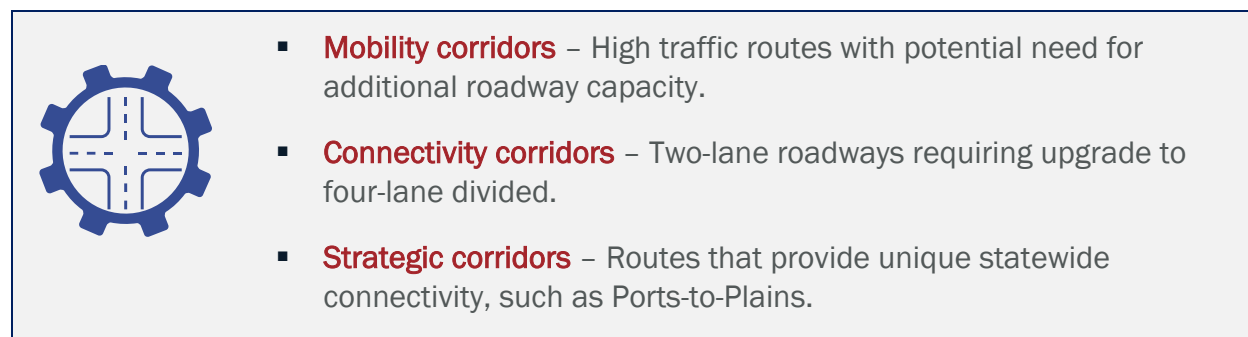 ▪ Mobility corridors – High traffic routes with potential need for
additional roadway capacity.
▪ Connectivity corridors – Two-lane roadways requiring upgrade to
four-lane divided.
▪ Strategic corridors – Routes that provide unique statewide
connectivity, such as Ports-to-Plains.